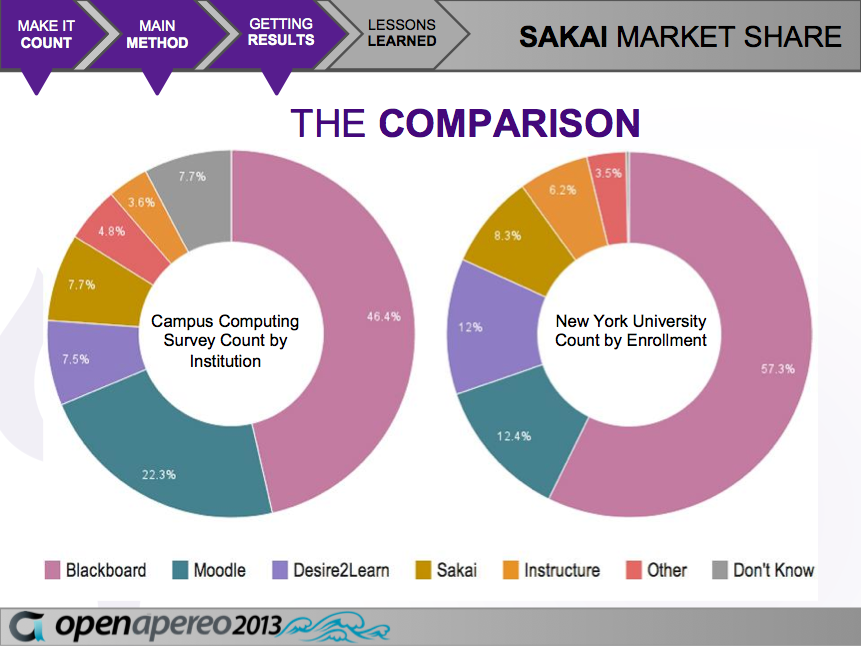 MAKE IT
COUNT
MAIN
METHOD
GETTING
RESULTS
LESSONS
LEARNED
SAKAI MARKET SHARE
THE COMPARISON
7.7%
3.6%
4.8%
7.7%
7.5%
22.3%
46.4%
Campus Computing
Survey Count by
Institution
3.5%
6.2%
8.3%
12%
12.4%
57.3%
New York University
Count by Enrollment
Blackboard
Moodle
Desire2Learn
Sakai
Instructure
Other
Don't Know
openapereo2013